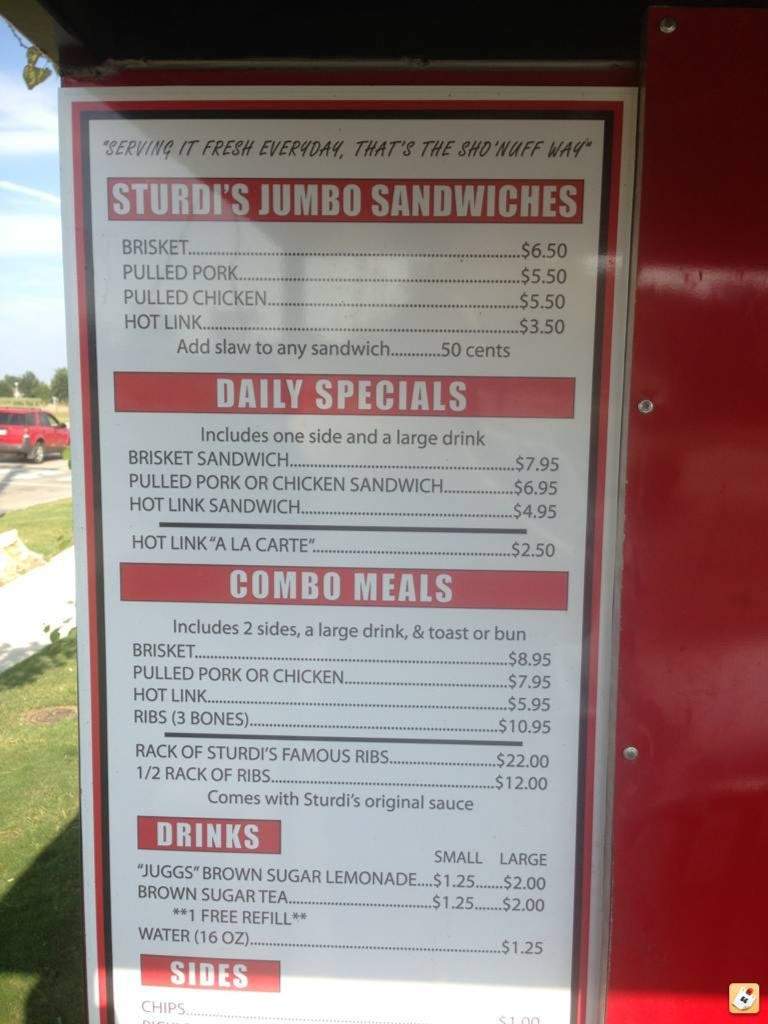 "SERVING IT FRESH EVERYDAY, THAT'S THE SHO'NUFF WAY"
STURDI'S JUMBO SANDWICHES
BRISKET...$6.50
PULLED PORK...$5.50
PULLED CHICKEN...$5.50
HOT LINK...$3.50
Add slaw to any sandwich...50 cents
DAILY SPECIALS
Includes one side and a large drink
BRISKET SANDWICH...$7.95
PULLED PORK OR CHICKEN SANDWICH...$6.95
HOT LINK SANDWICH...$4.95
HOT LINK "A LA CARTE"...$2.50
COMBO MEALS
Includes 2 sides, a large drink, & toast or bun
BRISKET...$8.95
PULLED PORK OR CHICKEN...$7.95
HOT LINK...$5.95
RIBS (3 BONES)...$10.95
RACK OF STURDI'S FAMOUS RIBS...$22.00
1/2 RACK OF RIBS...$12.00
Comes with Sturdi's original sauce
DRINKS
SMALL LARGE
"JUGGS" BROWN SUGAR LEMONADE...$1.25...$2.00
BROWN SUGAR TEA...$1.25...$2.00
**1 FREE REFILL**
WATER (16 OZ)...$1.25
SIDES
CHIPS...$1.00